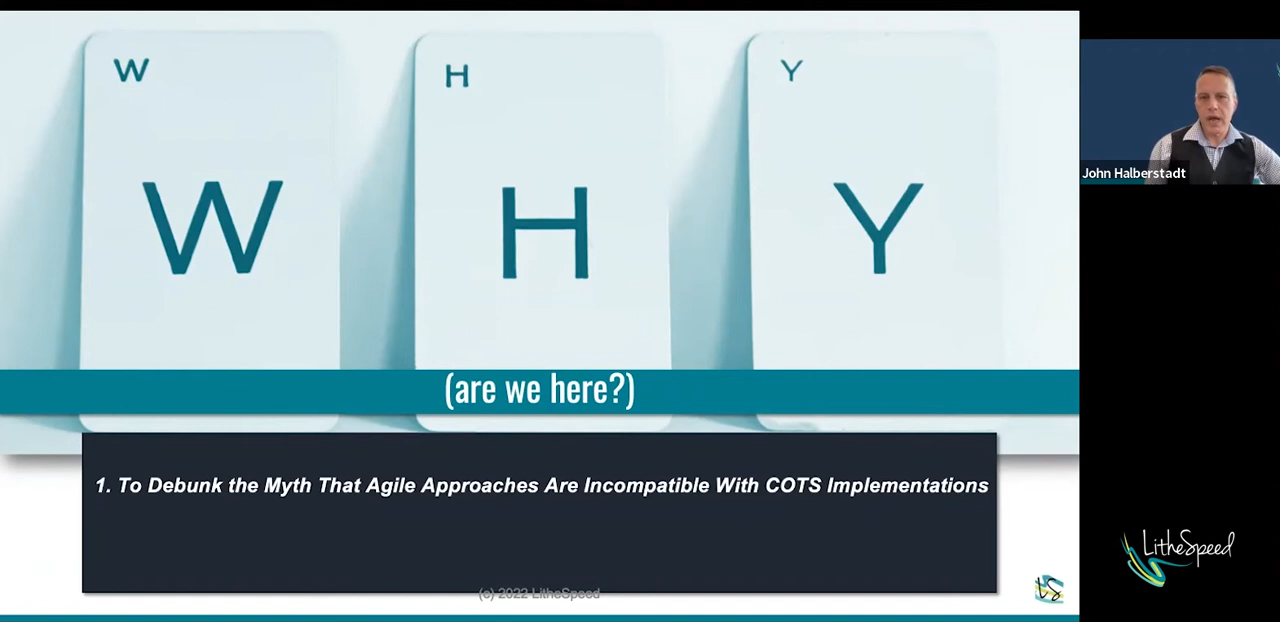 W
H
Y
W
H
Y
(are we here?)
1. To Debunk the Myth That Agile Approaches Are Incompatible With COTS Implementations
(c) 2022 LitheSpeed
LS
John Halberstadt
LitheSpeed